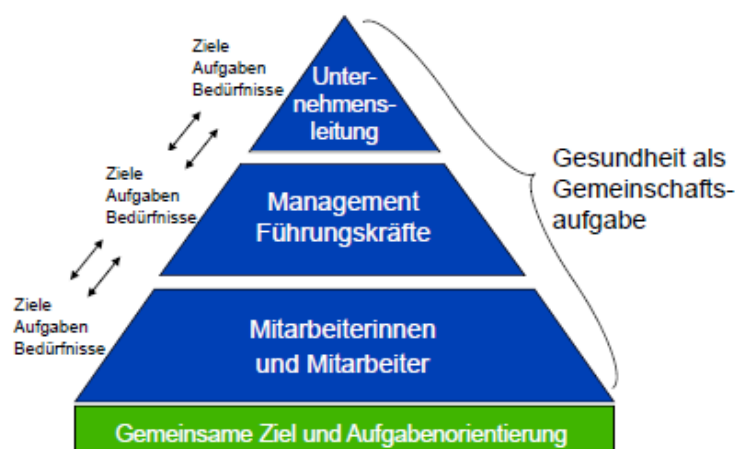 Ziele
Aufgaben
Bedürfnisse
Unter-
nehmens-
leitung
Ziele
Aufgaben
Bedürfnisse
Management
Führungskräfte
Gesundheit als
Gemeinschafts-
aufgabe
Ziele
Aufgaben
Bedürfnisse
Mitarbeiterinnen
und Mitarbeiter
Gemeinsame Ziel und Aufgabenorientierung